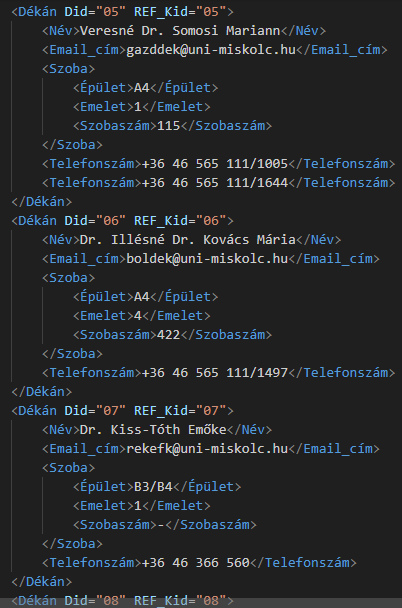 <Dékán Did="05" REF_Kid="05">
<Név>Veresné Dr. Somosi Mariann</Név>
<Email_cím>gazddek@uni-miskolc.hu</Email_cím>
<Szoba>
<Épület>A4</Épület>
<Emelet>1</Emelet>
<Szobaszám>115</Szobaszám>
</Szoba>
<Telefonszám>+36 46 565 111/1005</Telefonszám>
<Telefonszám>+36 46 565 111/1644</Telefonszám>
</Dékán>
<Dékán Did="06" REF_Kid="06">
<Név>Dr. Illésné Dr. Kovács Mária</Név>
<Email_cím>boldek@uni-miskolc.hu</Email_cím>
<Szoba>
<Épület>A4</Épület>
<Emelet>4</Emelet>
<Szobaszám>422</Szobaszám>
</Szoba>
<Telefonszám>+36 46 565 111/1497</Telefonszám>
</Dékán>
<Dékán Did="07" REF_Kid="07">
<Név>Dr. Kiss-Tóth Emőke</Név>
<Email_cím>rekefk@uni-miskolc.hu</Email_cím>
<Szoba>
<Épület>B3/B4</Épület>
<Emelet>1</Emelet>
<Szobaszám>-</Szobaszám>
</Szoba>
<Telefonszám>+36 46 366 560</Telefonszám>
</Dékán>
<Dékán Did="08" REF_Kid="08">